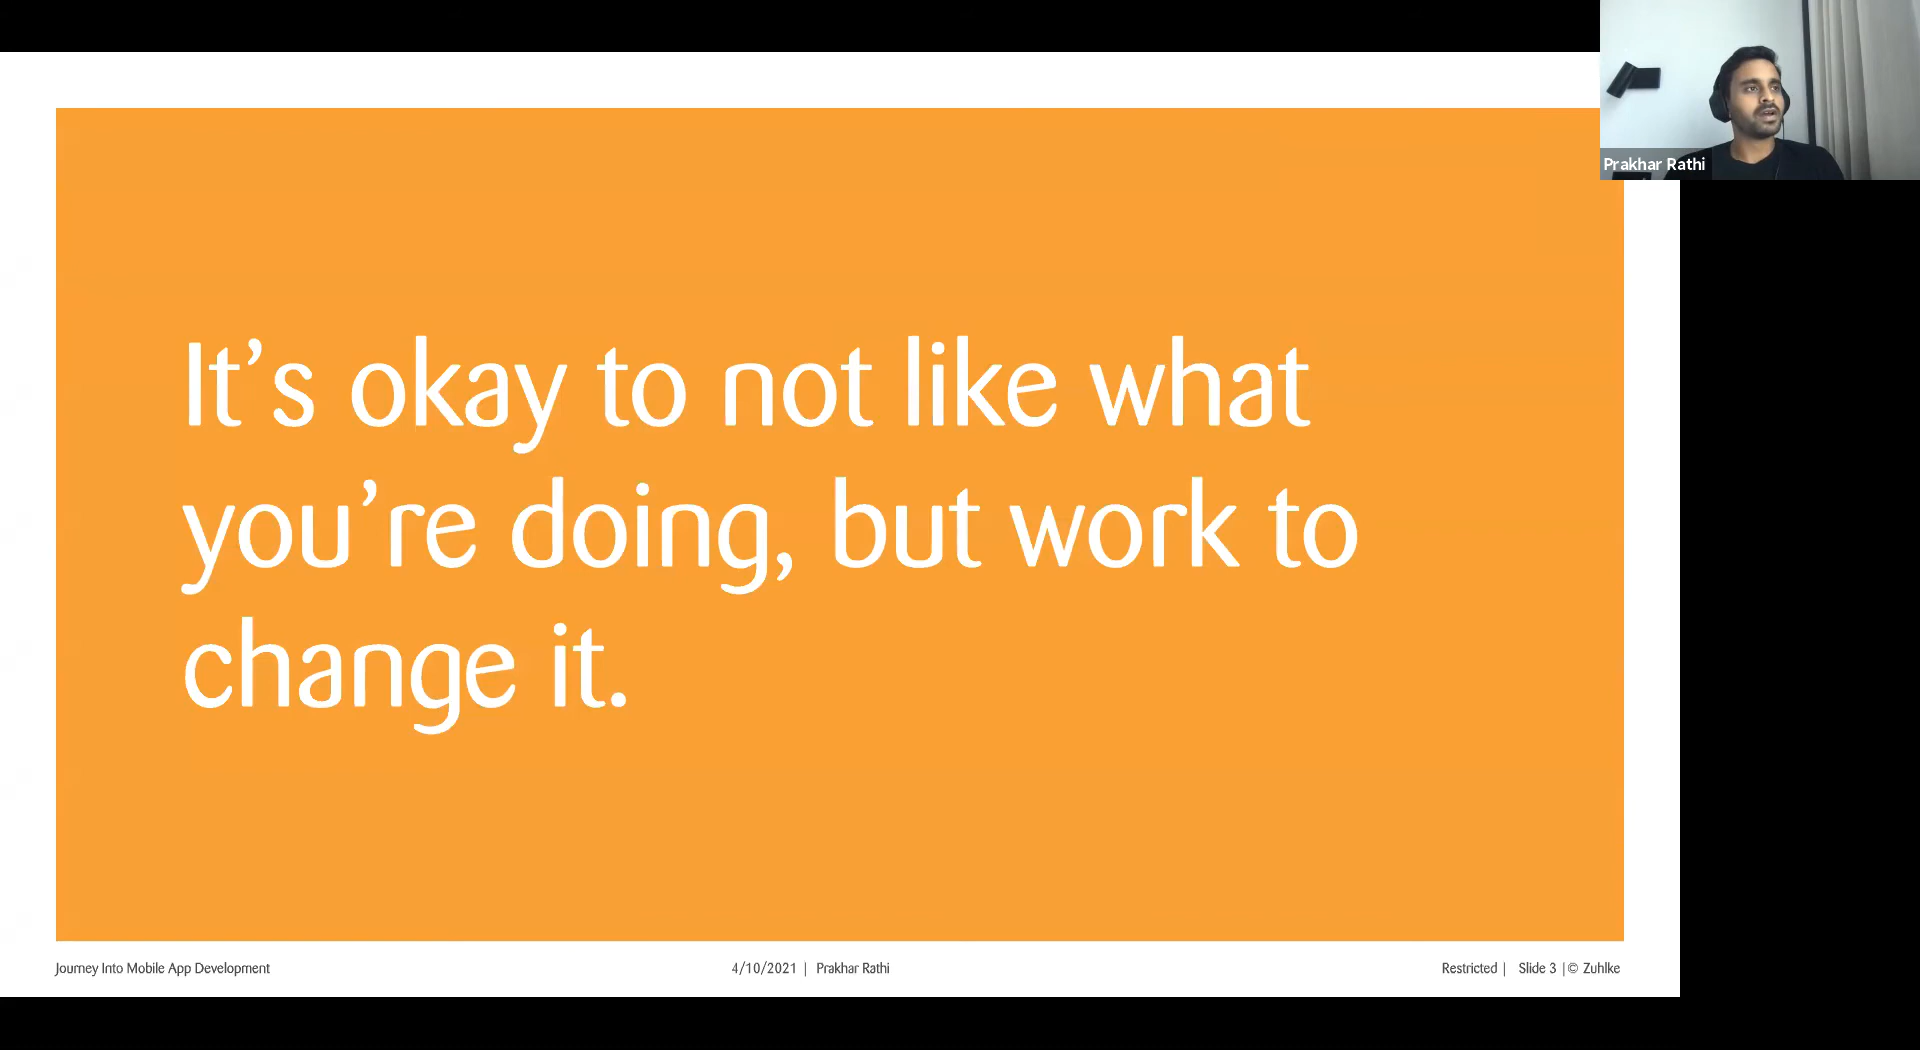 Prakhar Rathi
It’s okay to not like what
you’re doing, but work to
change it.
Journey Into Mobile App Development
4/10/2021 | Prakhar Rathi
Restricted | Slide 3 | © Zuhlke